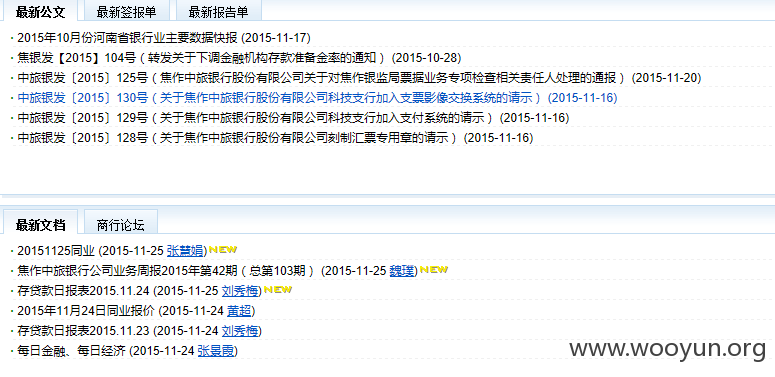 最新公文 最新签报单 最新报告单
· 2015年10月份河南省银行业主要数据快报 (2015-11-17)
· 焦银发【2015】104号（转发关于下调金融机构存款准备金率的通知） (2015-10-28)
· 中旅银发〔2015〕125号（焦作中旅银行股份有限公司关于对焦作银监局票据业务专项检查相关责任人处理的通报） (2015-11-20)
· 中旅银发〔2015〕130号（关于焦作中旅银行股份有限公司科技支行加入支票影像交换系统的请示） (2015-11-16)
· 中旅银发〔2015〕129号（关于焦作中旅银行股份有限公司科技支行加入支付系统的请示） (2015-11-16)
· 中旅银发〔2015〕128号（关于焦作中旅银行股份有限公司刻制汇票专用章的请示） (2015-11-16)
最新文档 商行论坛
· 20151125同业 (2015-11-25 张慧娟) NEW
· 焦作中旅银行公司业务周报2015年第42期（总第103期） (2015-11-25 魏璞) NEW
· 存贷款日报表2015.11.24 (2015-11-25 刘秀梅) NEW
· 2015年11月24日同业报价 (2015-11-24 黄超)
· 存贷款日报表2015.11.23 (2015-11-24 刘秀梅)
· 每日金融、每日经济 (2015-11-24 张景霞)
www.wooyun.org